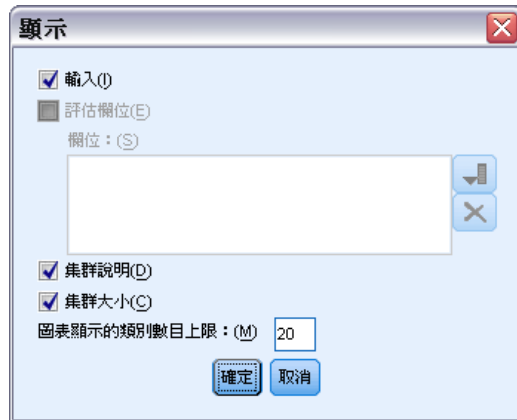 顯示
輸入(I)
評估欄位(E)
欄位：(S)
集群說明(D)
集群大小(C)
圖表顯示的類別數目上限：(M) 20
確定 取消